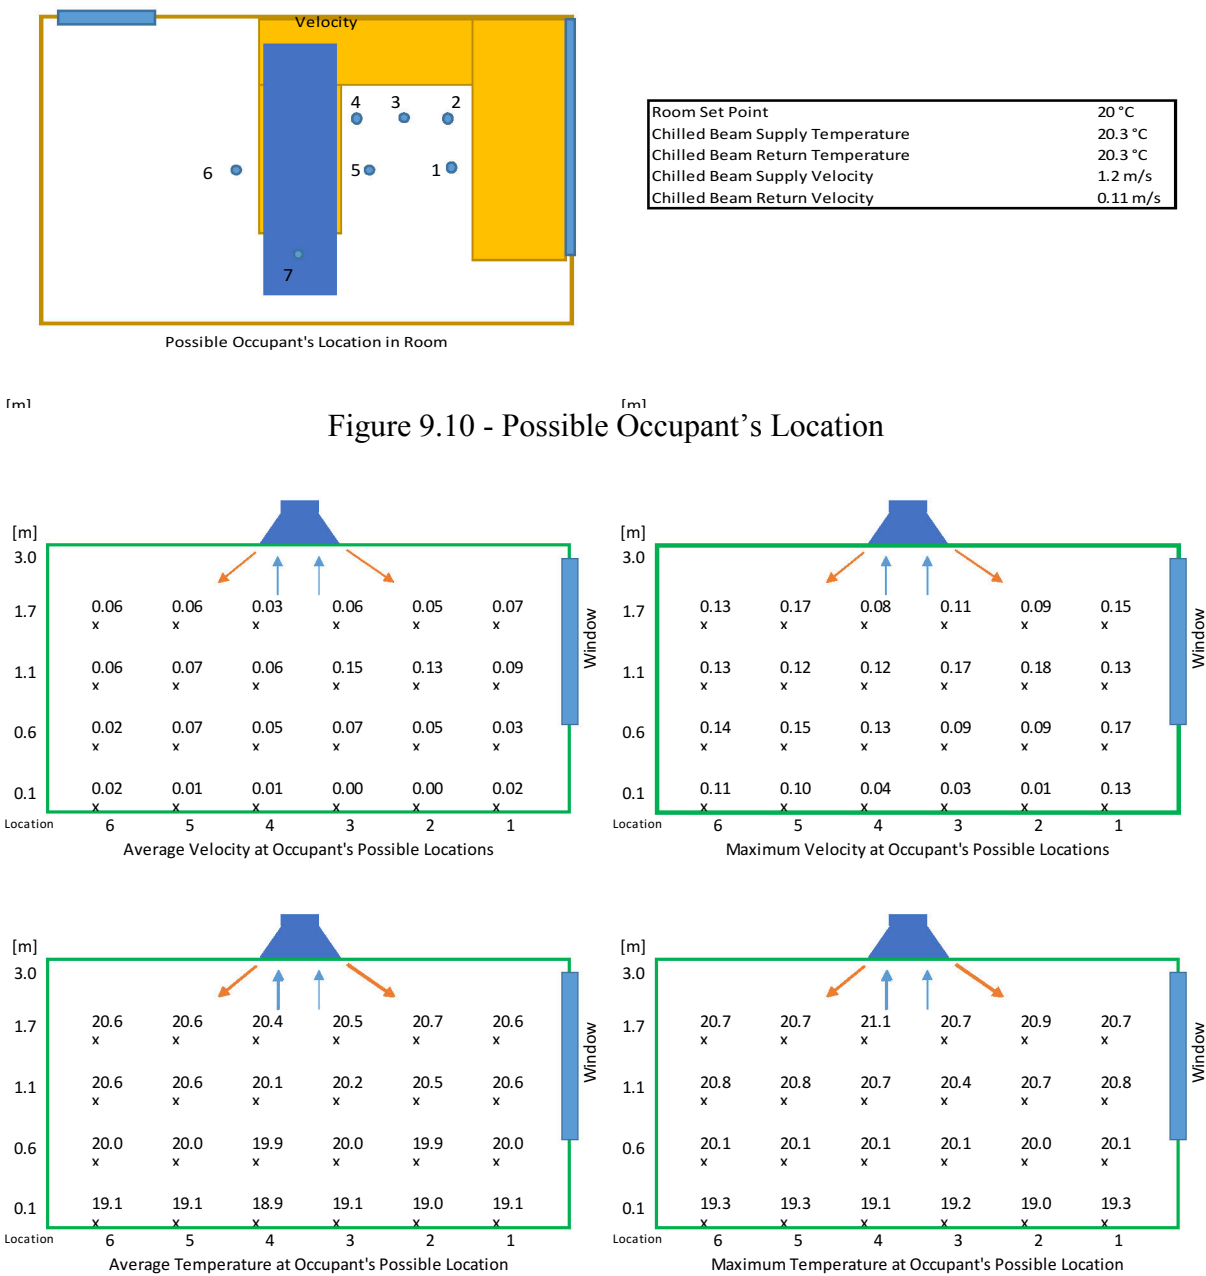 Velocity
4 3 2
6 5 1
7
Possible Occupant's Location in Room
Room Set Point 20 °C
Chilled Beam Supply Temperature 20.3 °C
Chilled Beam Return Temperature 20.3 °C
Chilled Beam Supply Velocity 1.2 m/s
Chilled Beam Return Velocity 0.11 m/s
[m] [m]
Figure 9.10 - Possible Occupant's Location
[m]
3.0
1.7 0.06 0.06 0.03 0.06 0.05 0.07
x x x x x x
1.1 0.06 0.07 0.06 0.15 0.13 0.09
x x x x x x
0.6 0.02 0.07 0.05 0.07 0.05 0.03
x x x x x x
0.1 0.02 0.01 0.01 0.00 0.00 0.02
x x x x x x
Location 6 5 4 3 2 1
Window
Average Velocity at Occupant's Possible Locations
[m]
3.0
1.7 0.13 0.17 0.08 0.11 0.09 0.15
x x x x x x
1.1 0.13 0.12 0.12 0.17 0.18 0.13
x x x x x x
0.6 0.14 0.15 0.13 0.09 0.09 0.17
x x x x x x
0.1 0.11 0.10 0.04 0.03 0.01 0.13
x x x x x x
Location 6 5 4 3 2 1
Window
Maximum Velocity at Occupant's Possible Locations
[m]
3.0
1.7 20.6 20.6 20.4 20.5 20.7 20.6
x x x x x x
1.1 20.6 20.6 20.1 20.2 20.5 20.6
x x x x x x
0.6 20.0 20.0 19.9 20.0 19.9 20.0
x x x x x x
0.1 19.1 19.1 18.9 19.1 19.0 19.1
x x x x x x
Location 6 5 4 3 2 1
Window
Average Temperature at Occupant's Possible Location
[m]
3.0
1.7 20.7 20.7 21.1 20.7 20.9 20.7
x x x x x x
1.1 20.8 20.8 20.7 20.4 20.7 20.8
x x x x x x
0.6 20.1 20.1 20.1 20.1 20.0 20.1
x x x x x x
0.1 19.3 19.3 19.1 19.2 19.0 19.3
x x x x x x
Location 6 5 4 3 2 1
Window
Maximum Temperature at Occupant's Possible Location